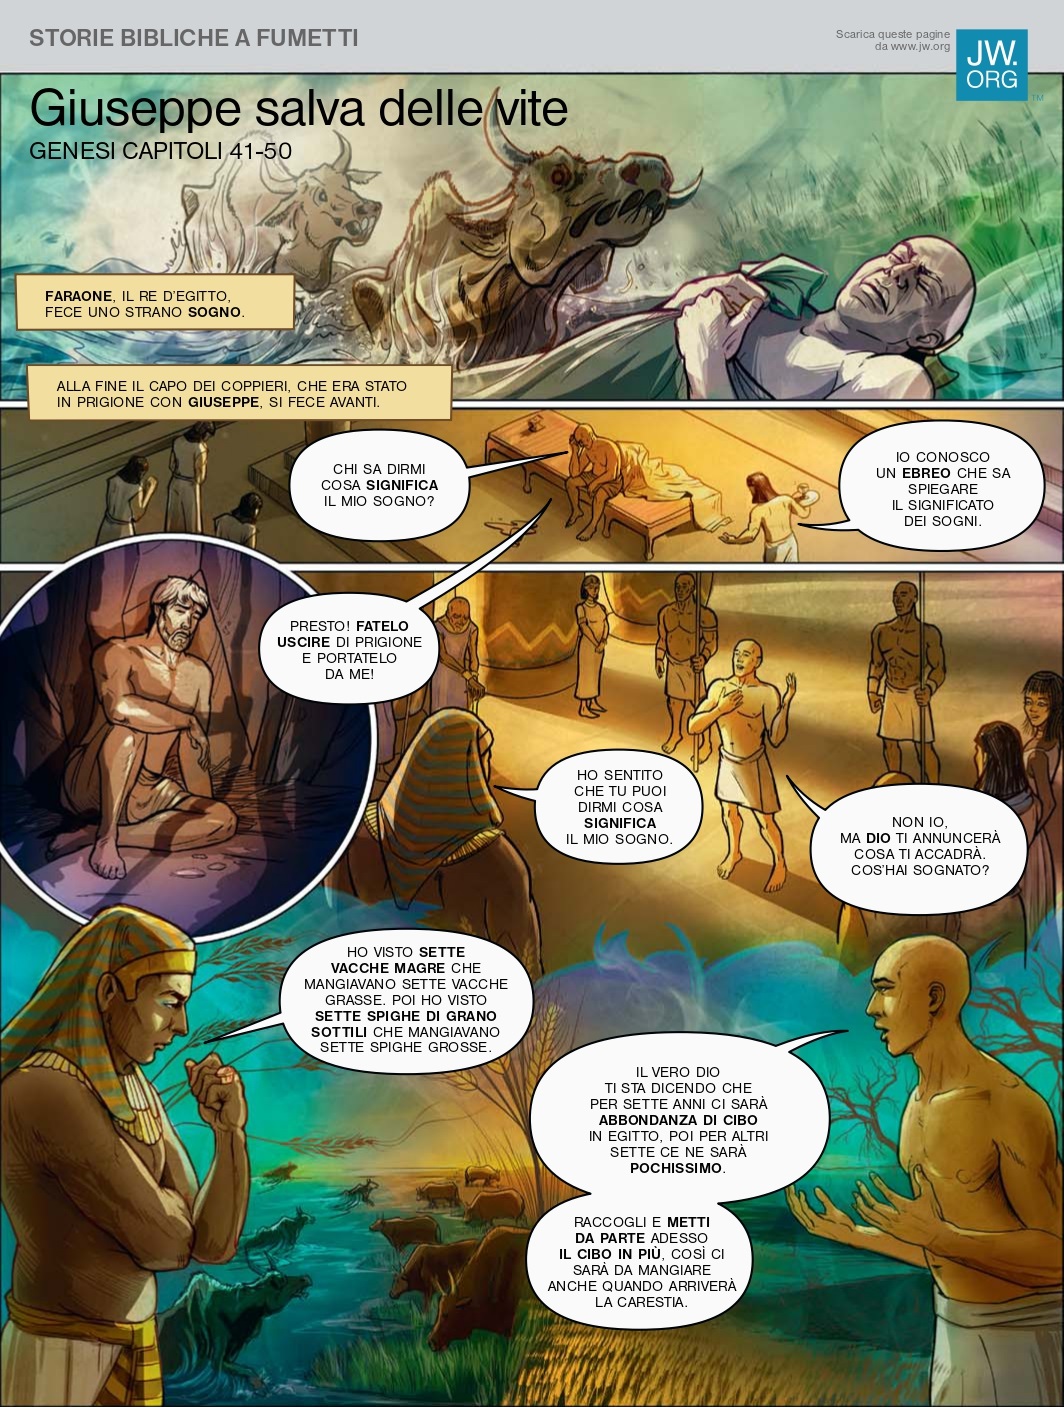 STORIE BIBLICHE A FUMETTI
Scarica queste pagine
da www.jw.org
JW.
ORG
TM
Giuseppe salva delle vite
GENESI CAPITOLI 41-50
FARAONE, IL RE D'EGITTO,
FECE UNO STRANO SOGNO.
ALLA FINE IL CAPO DEI COPPIERI, CHE ERA STATO
IN PRIGIONE CON GIUSEPPE, SI FECE AVANTI.
CHI SA DIRMI
COSA SIGNIFICA
IL MIO SOGNO?
IO CONOSCO
UN EBREO CHE SA
SPIEGARE
IL SIGNIFICATO
DEI SOGNI.
PRESTO! FATELO
USCIRE DI PRIGIONE
E PORTATELO
DA ME!
HO SENTITO
CHE TU PUOI
DIRMI COSA
SIGNIFICA
IL MIO SOGNO.
NON IO,
MA DIO TI ANNUNCERÀ
COSA TI ACCADRÀ.
COS'HAI SOGNATO?
HO VISTO SETTE
VACCHE MAGRE CHE
MANGIAVANO SETTE VACCHE
GRASSE. POI HO VISTO
SETTE SPIGHE DI GRANO
SOTTILI CHE MANGIAVANO
SETTE SPIGHE GROSSE.
IL VERO DIO
TI STA DICENDO CHE
PER SETTE ANNI CI SARÀ
ABBONDANZA DI CIBO
IN EGITTO, POI PER ALTRI
SETTE CE NE SARÀ
POCHISSIMO.
RACCOGLI E METTI
DA PARTE ADESSO
IL CIBO IN PIÙ, COSÌ CI
SARÀ DA MANGIARE
ANCHE QUANDO ARRIVERÀ
LA CARESTIA.